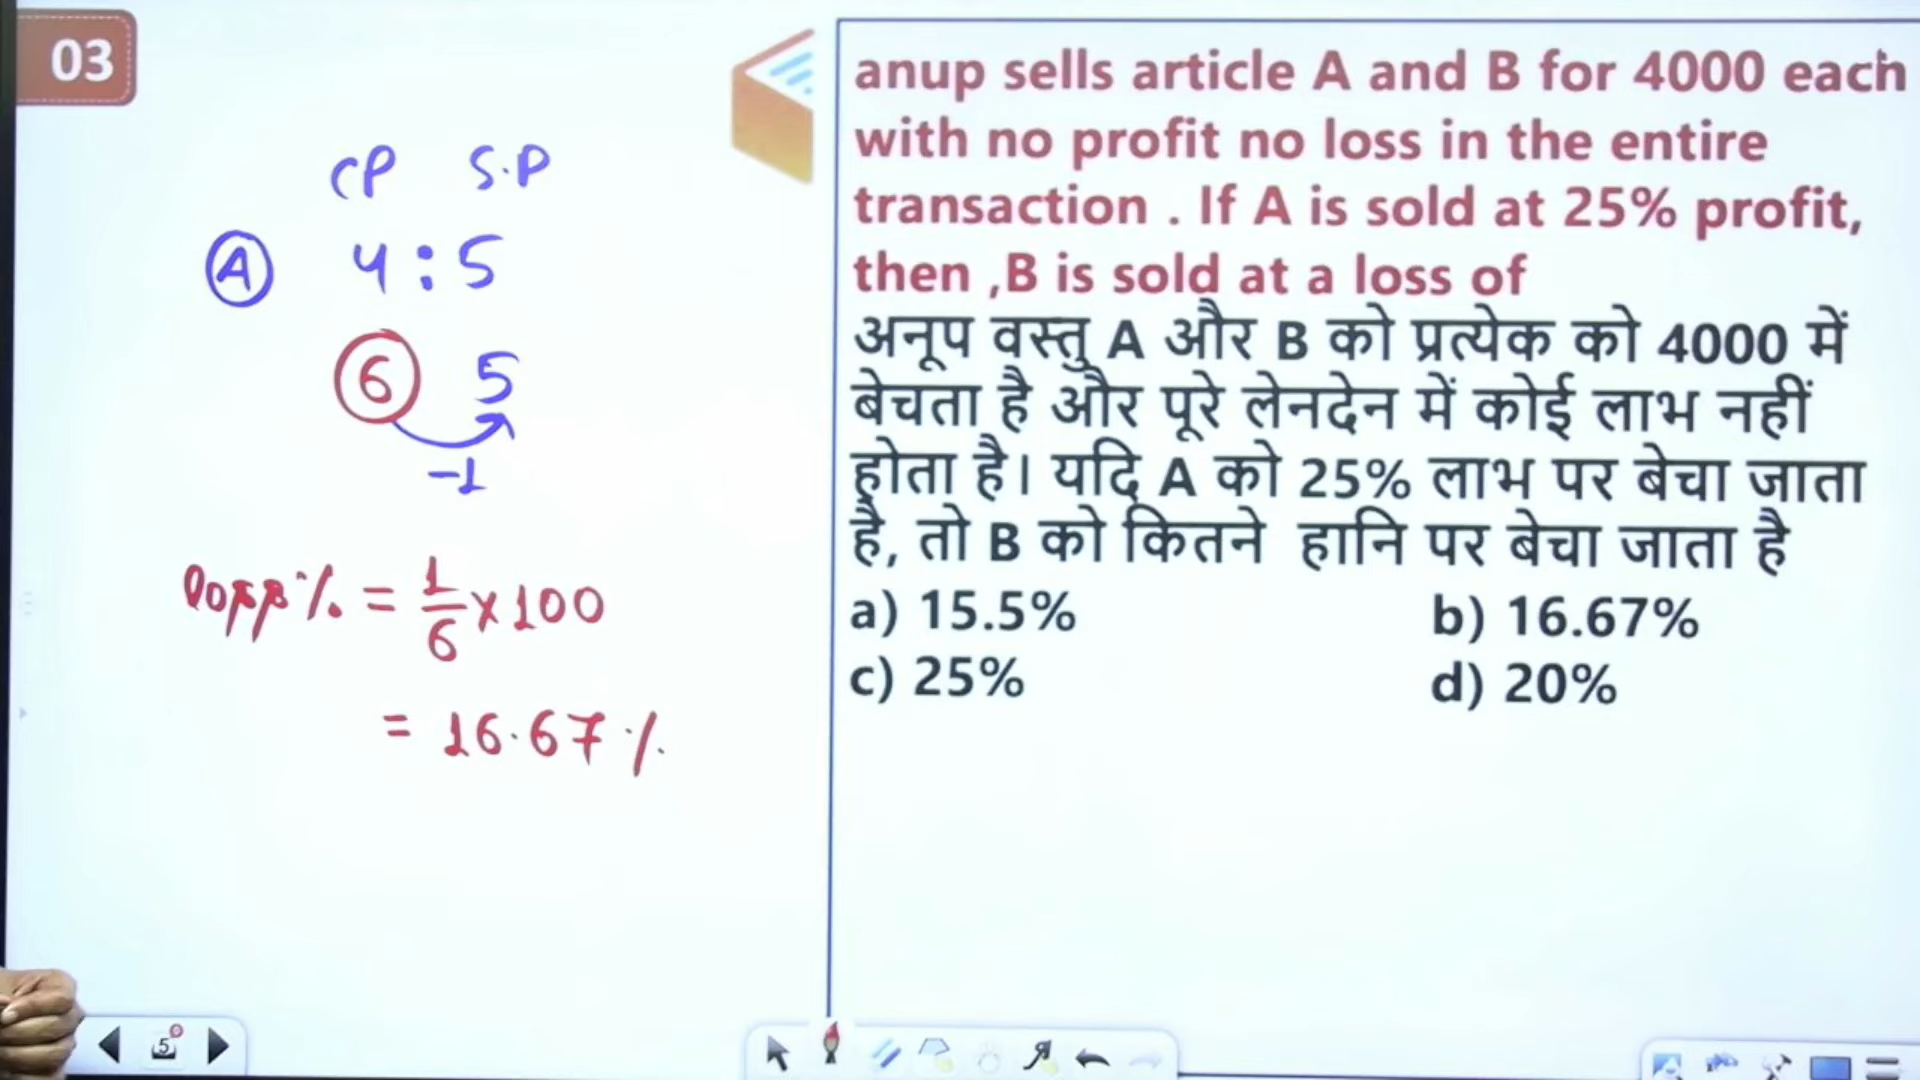 03
CP S.P
A 4 : 5
6 5
-1
Loss% = 1/6 x 100
= 16.67%
anup sells article A and B for 4000 each
with no profit no loss in the entire
transaction . If A is sold at 25% profit,
then ,B is sold at a loss of
अनूप वस्तु A और B को प्रत्येक को 4000 में
बेचता है और पूरे लेनदेन में कोई लाभ नहीं
होता है। यदि A को 25% लाभ पर बेचा जाता
है, तो B को कितने हानि पर बेचा जाता है
a) 15.5% b) 16.67%
c) 25% d) 20%
5